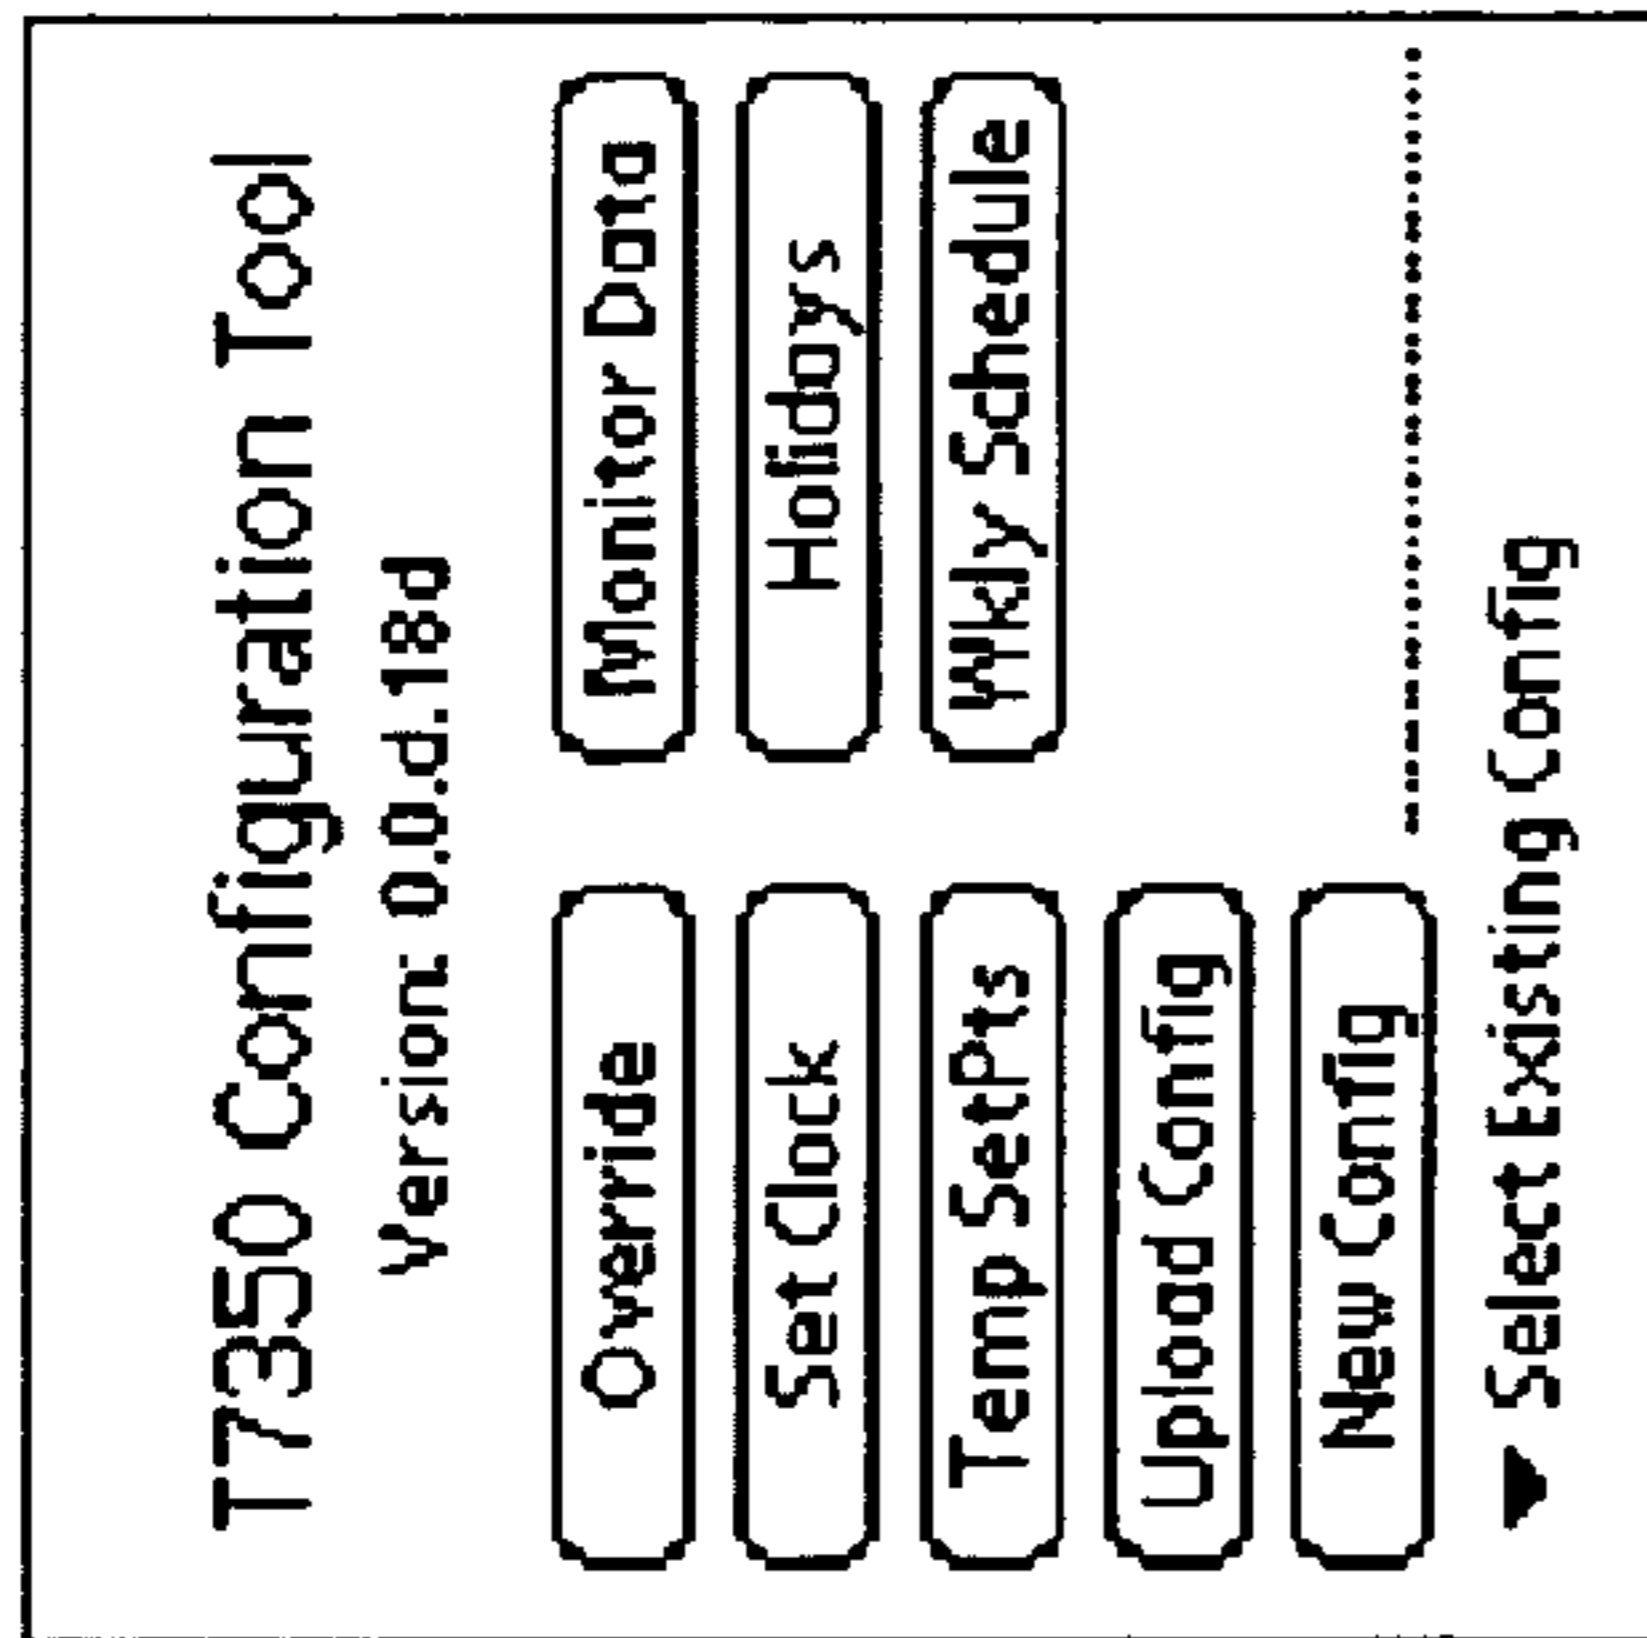 T7350 Configuration Tool
Version: 0.0.d.18d
Override Monitor Data
Set Clock Holidays
Temp SetPts Wkly Schedule
Upload Config
New Config
Select Existing Config